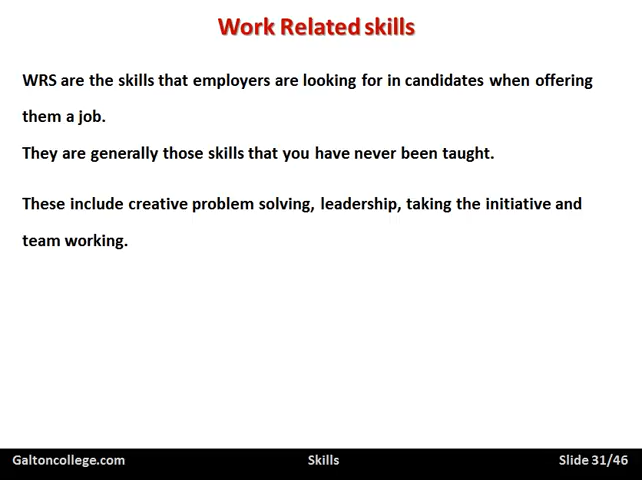 Work Related skills
WRS are the skills that employers are looking for in candidates when offering
them a job.
They are generally those skills that you have never been taught.
These include creative problem solving, leadership, taking the initiative and
team working.
Galtoncollege.com Skills Slide 31/46